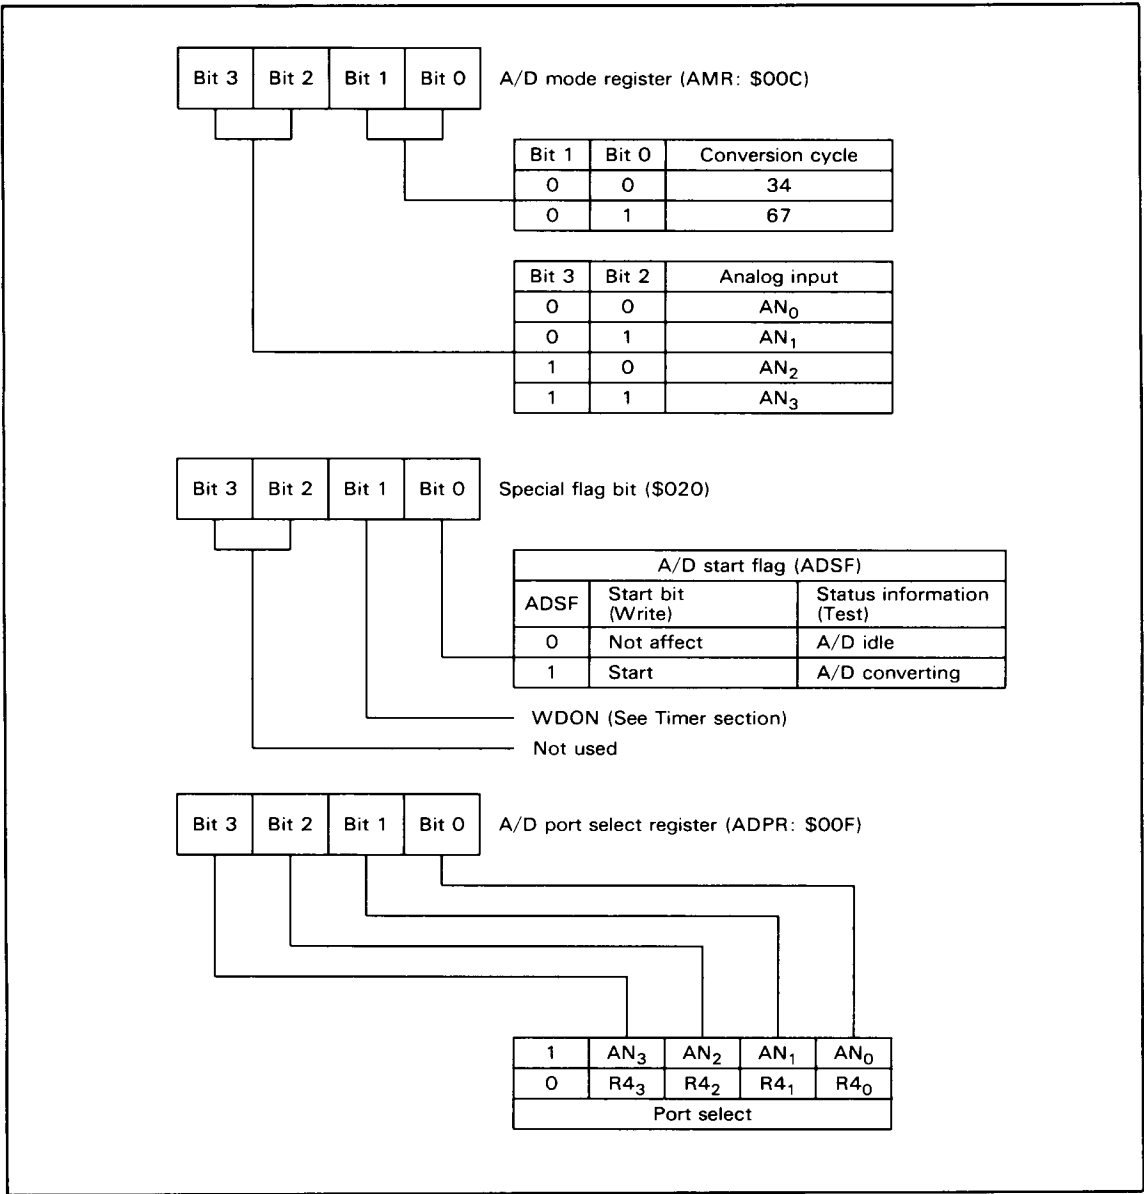 Bit 3 Bit 2 Bit 1 Bit 0 A/D mode register (AMR: $00C)
Bit 1 Bit 0 Conversion cycle
0 0 34
0 1 67
Bit 3 Bit 2 Analog input
0 0 AN0
0 1 AN1
1 0 AN2
1 1 AN3
Bit 3 Bit 2 Bit 1 Bit 0 Special flag bit ($020)
A/D start flag (ADSF)
ADSF Start bit (Write) Status information (Test)
0 Not affect A/D idle
1 Start A/D converting
WDON (See Timer section)
Not used
Bit 3 Bit 2 Bit 1 Bit 0 A/D port select register (ADPR: $00F)
1 AN3 AN2 AN1 AN0
0 R43 R42 R41 R40
Port select